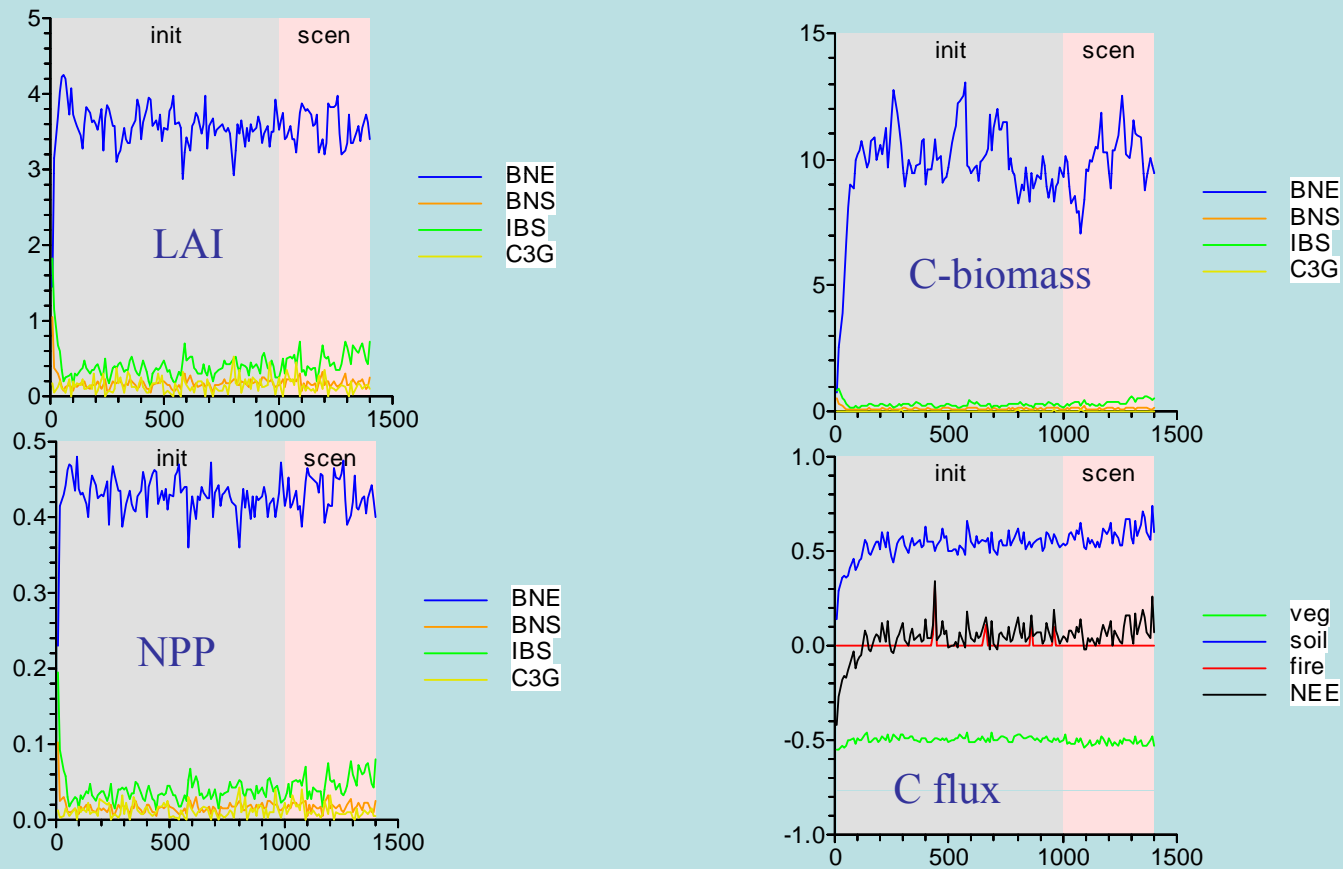 5
4
3
2
1
0
init scen
LAI
0 500 1000 1500
BNE
BNS
IBS
C3G
15
10
5
0
init scen
C-biomass
0 500 1000 1500
BNE
BNS
IBS
C3G
0.5
0.4
0.3
0.2
0.1
0.0
init scen
NPP
0 500 1000 1500
BNE
BNS
IBS
C3G
1.0
0.5
0.0
-0.5
-1.0
init scen
C flux
0 500 1000 1500
veg
soil
fire
NEE